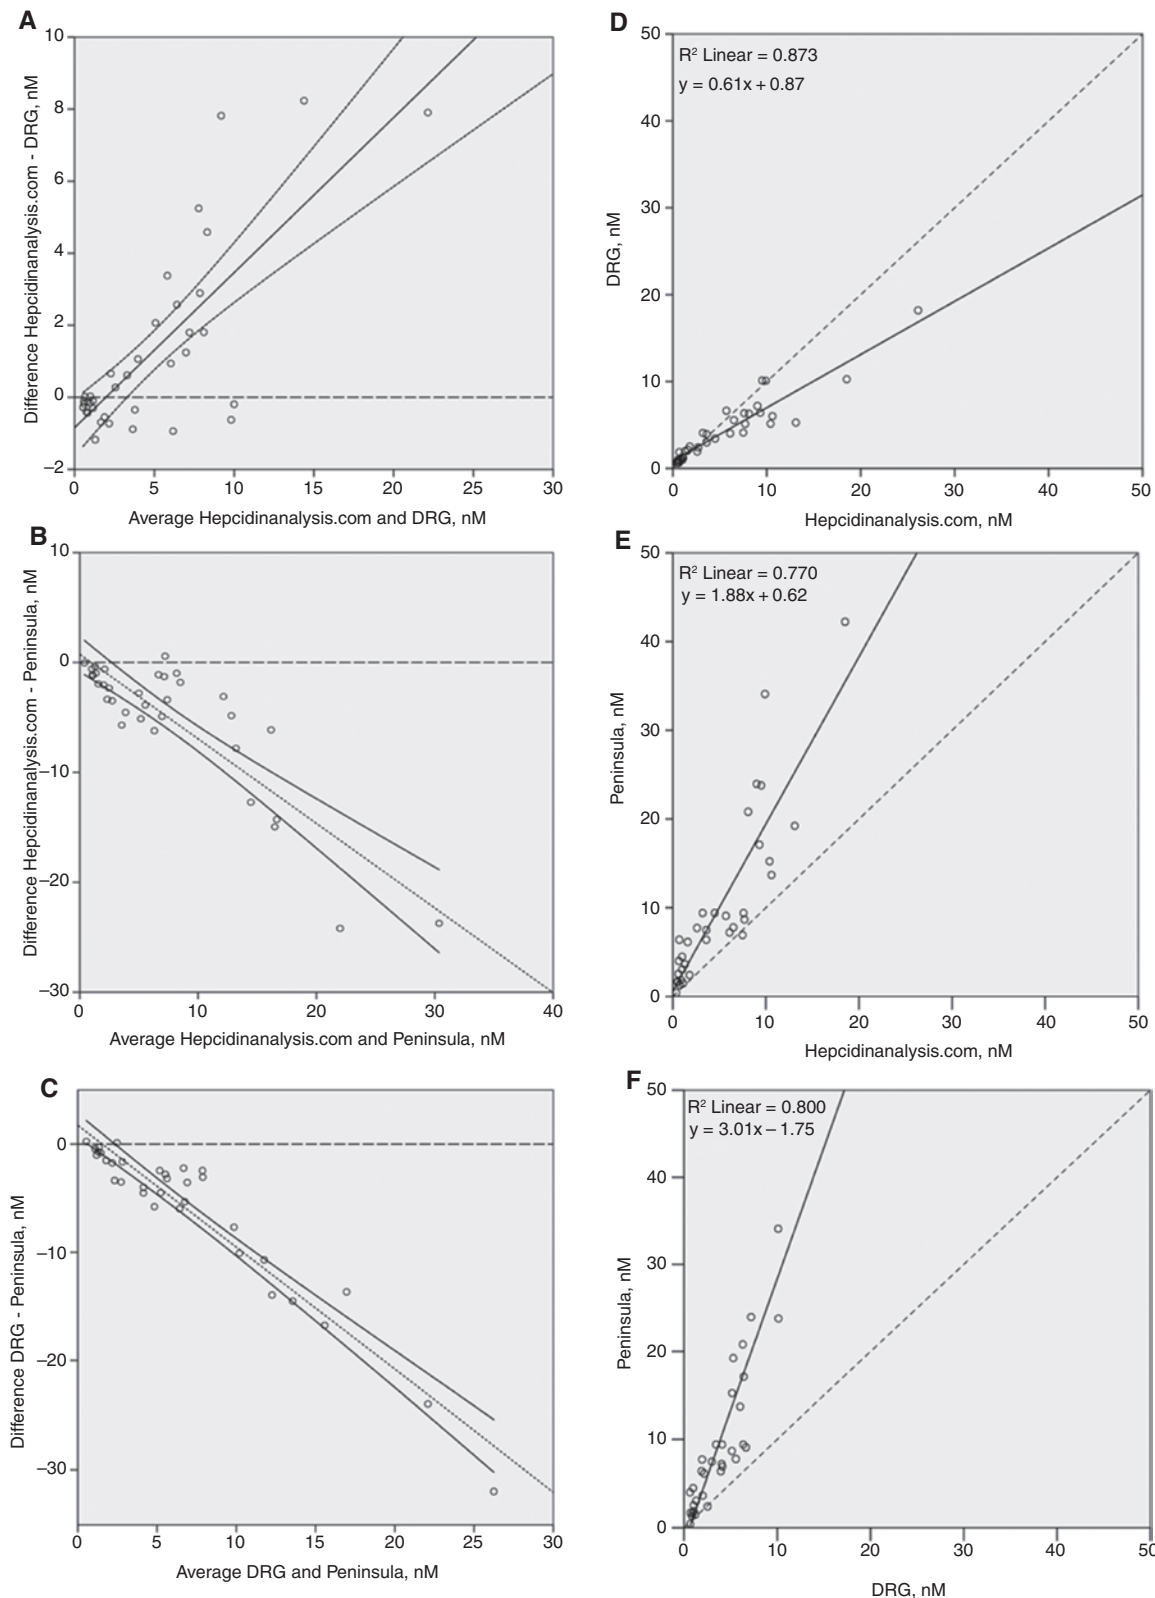 A
Difference Hepcidinanalysis.com - DRG, nM
10
8
6
4
2
0
–2
0 5 10 15 20 25 30
Average Hepcidinanalysis.com and DRG, nM
D
R² Linear = 0.873
y = 0.61x + 0.87
DRG, nM
50
40
30
20
10
0
0 10 20 30 40 50
Hepcidinanalysis.com, nM
B
Difference Hepcidinanalysis.com - Peninsula, nM
10
0
–10
–20
–30
0 10 20 30 40
Average Hepcidinanalysis.com and Peninsula, nM
E
R² Linear = 0.770
y = 1.88x + 0.62
Peninsula, nM
50
40
30
20
10
0
0 10 20 30 40 50
Hepcidinanalysis.com, nM
C
Difference DRG - Peninsula, nM
0
–10
–20
–30
0 5 10 15 20 25 30
Average DRG and Peninsula, nM
F
R² Linear = 0.800
y = 3.01x – 1.75
Peninsula, nM
50
40
30
20
10
0
0 10 20 30 40 50
DRG, nM